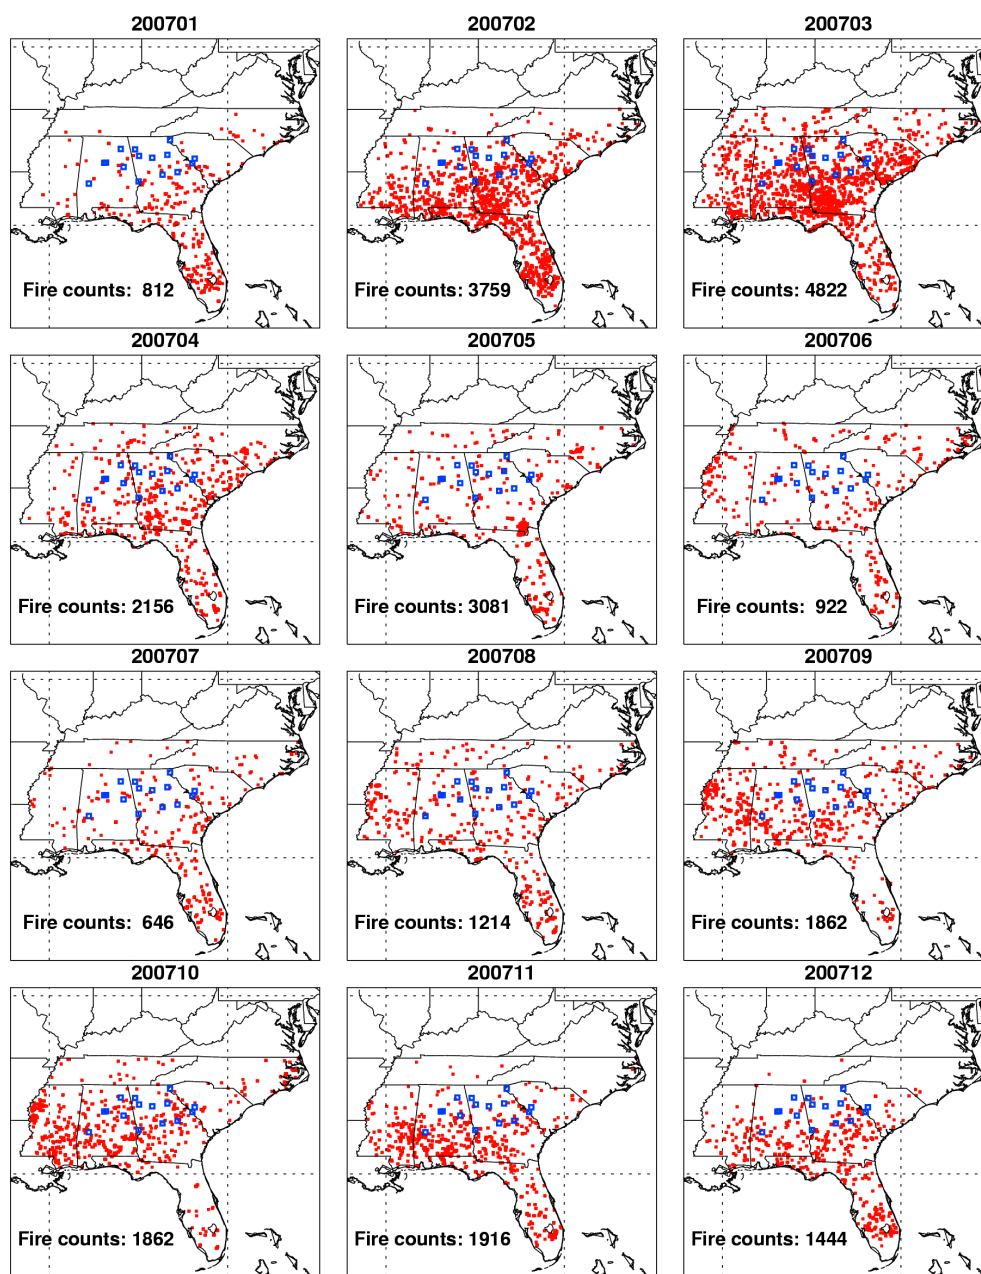 200701 200702 200703
Fire counts: 812 Fire counts: 3759 Fire counts: 4822
200704 200705 200706
Fire counts: 2156 Fire counts: 3081 Fire counts: 922
200707 200708 200709
Fire counts: 646 Fire counts: 1214 Fire counts: 1862
200710 200711 200712
Fire counts: 1862 Fire counts: 1916 Fire counts: 1444